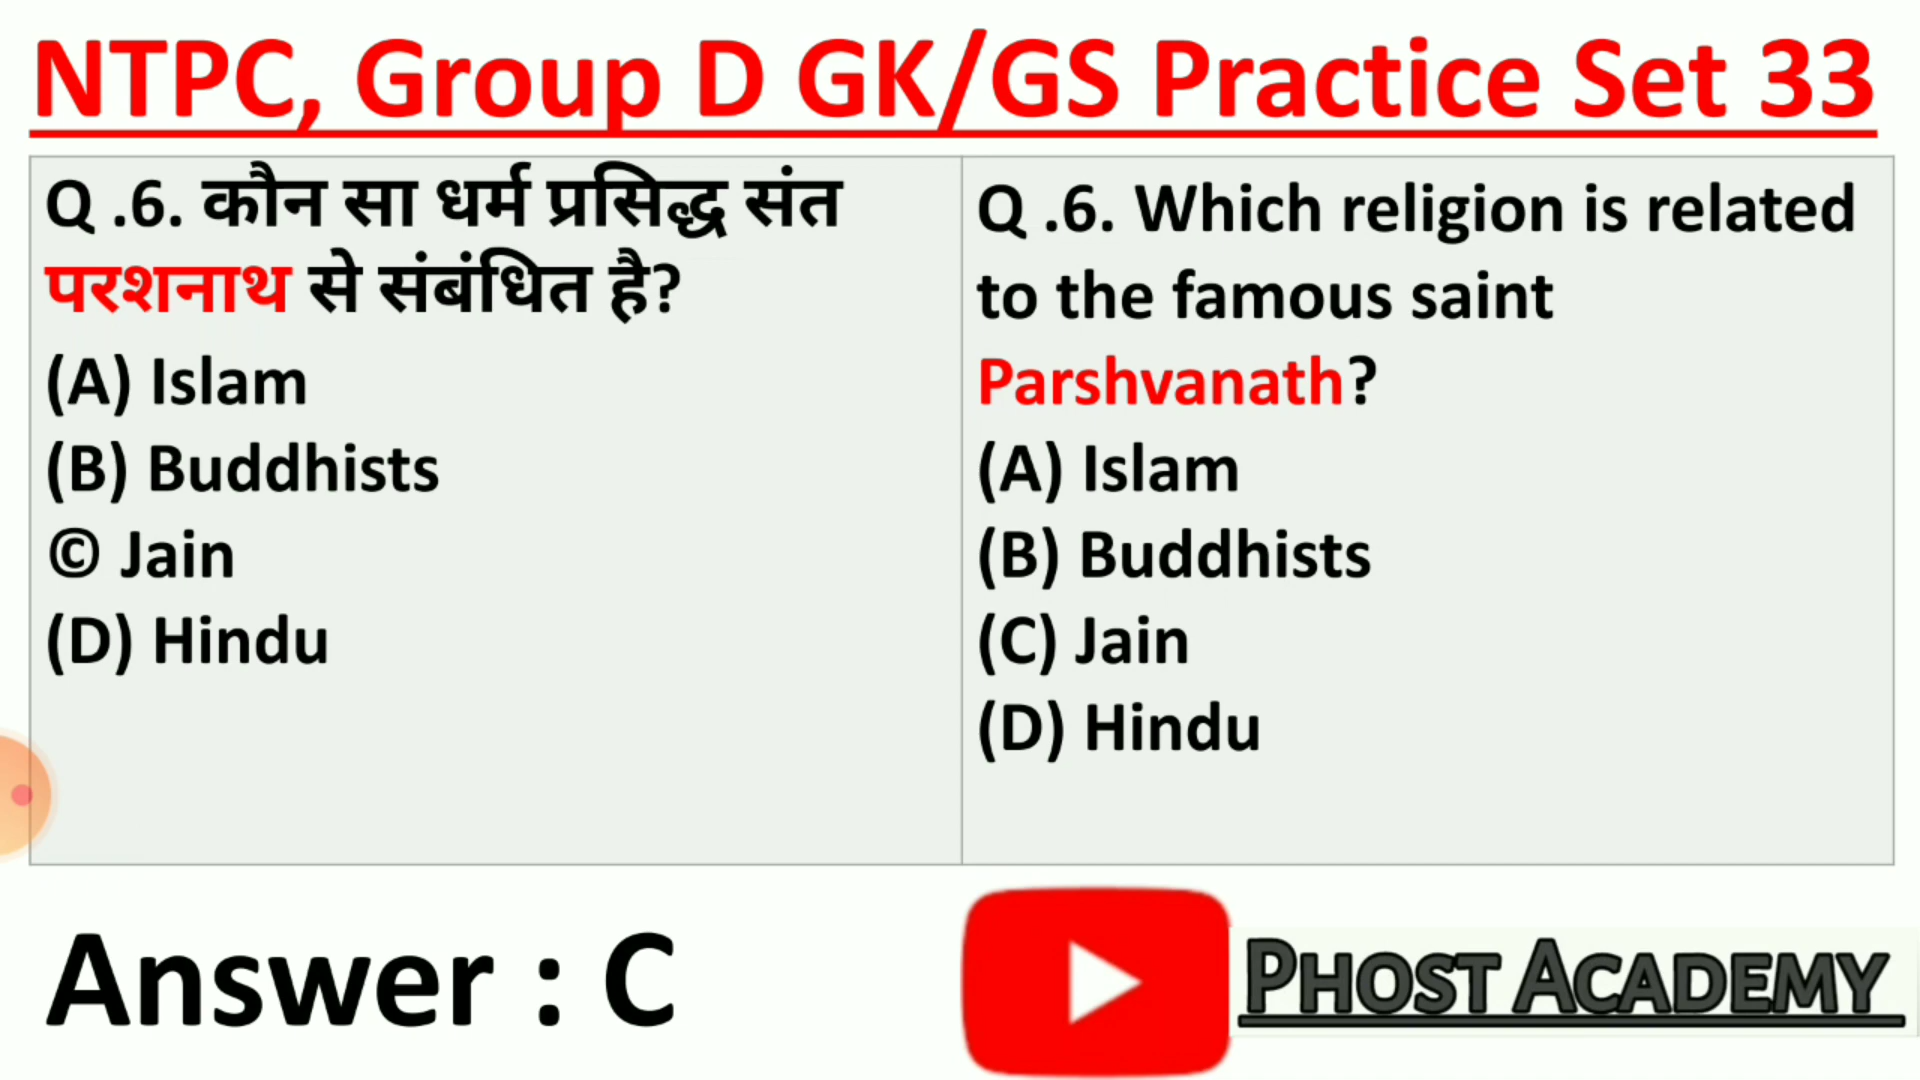 NTPC, Group D GK/GS Practice Set 33
Q .6. कौन सा धर्म प्रसिद्ध संत
परशनाथ से संबंधित है?
(A) Islam
(B) Buddhists
© Jain
(D) Hindu
Q .6. Which religion is related
to the famous saint
Parshvanath?
(A) Islam
(B) Buddhists
(C) Jain
(D) Hindu
Answer : C
PHOST ACADEMY